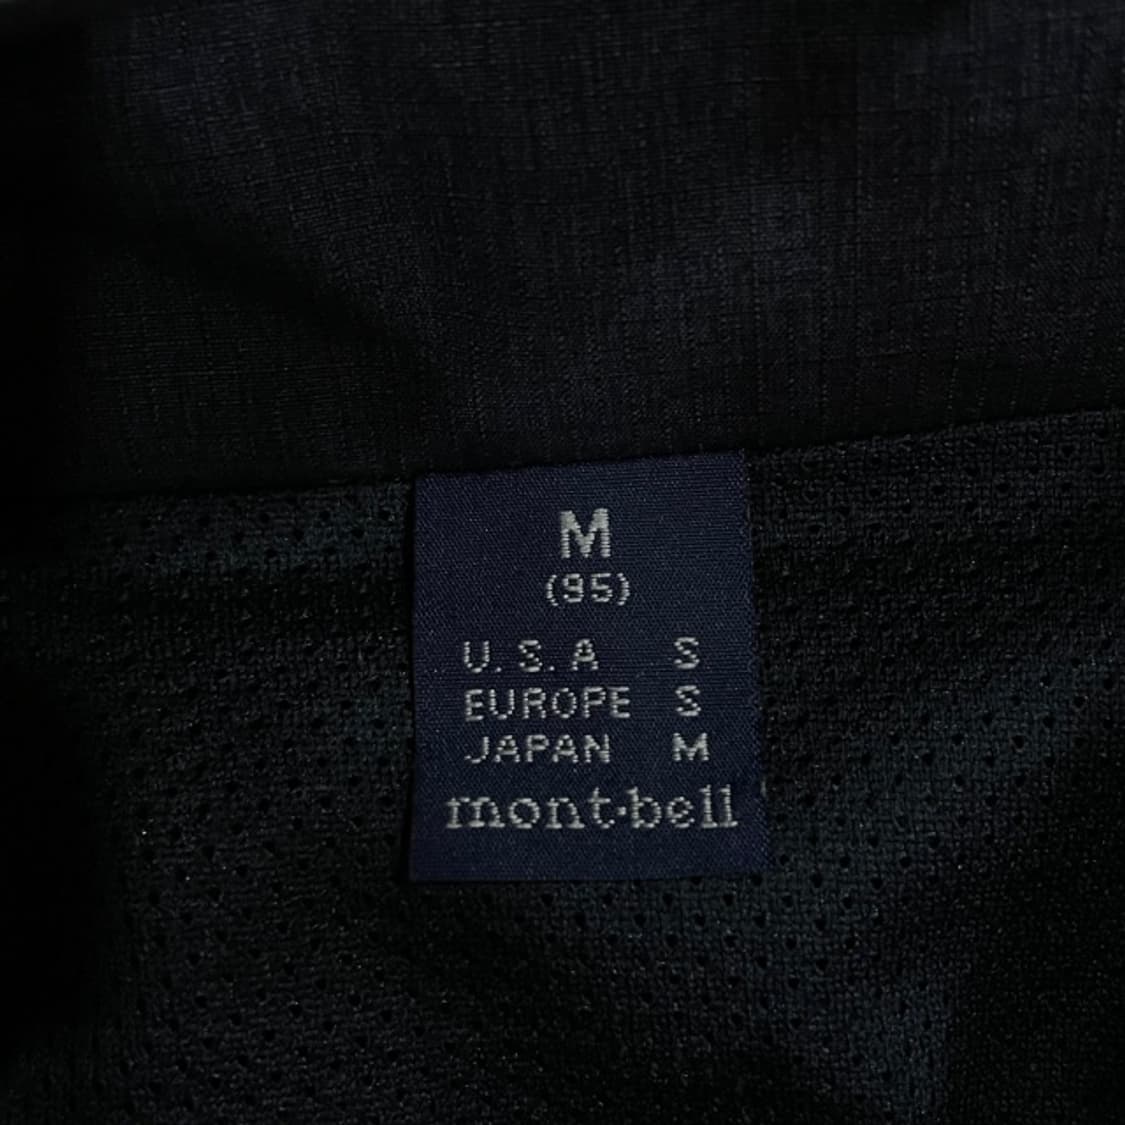 M
(95)
U.S.A S
EUROPE S
JAPAN M
mont·bell